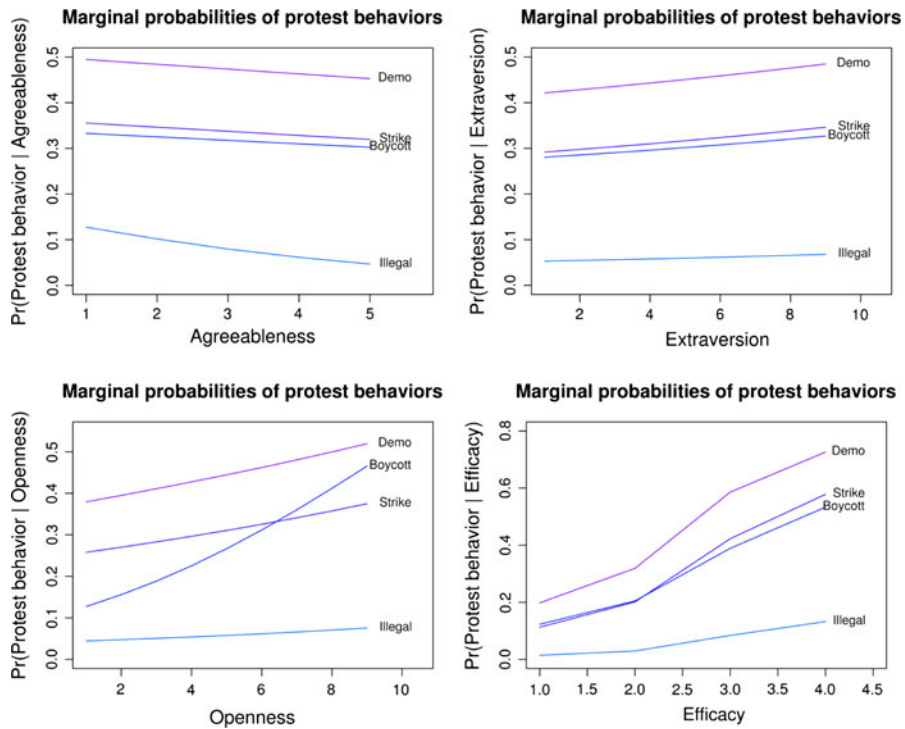 Marginal probabilities of protest behaviors
Pr(Protest behavior | Agreeableness)
0.5
0.4
0.3
0.2
0.1
0.0
Demo
Strike
Boycott
Illegal
1 2 3 4 5
Agreeableness
Marginal probabilities of protest behaviors
Pr(Protest behavior | Extraversion)
0.5
0.4
0.3
0.2
0.1
0.0
Demo
Strike
Boycott
Illegal
2 4 6 8 10
Extraversion
Marginal probabilities of protest behaviors
Pr(Protest behavior | Openness)
0.5
0.4
0.3
0.2
0.1
0.0
Demo
Boycott
Strike
Illegal
2 4 6 8 10
Openness
Marginal probabilities of protest behaviors
Pr(Protest behavior | Efficacy)
0.8
0.6
0.4
0.2
0.0
Demo
Strike
Boycott
Illegal
1.0 1.5 2.0 2.5 3.0 3.5 4.0 4.5
Efficacy